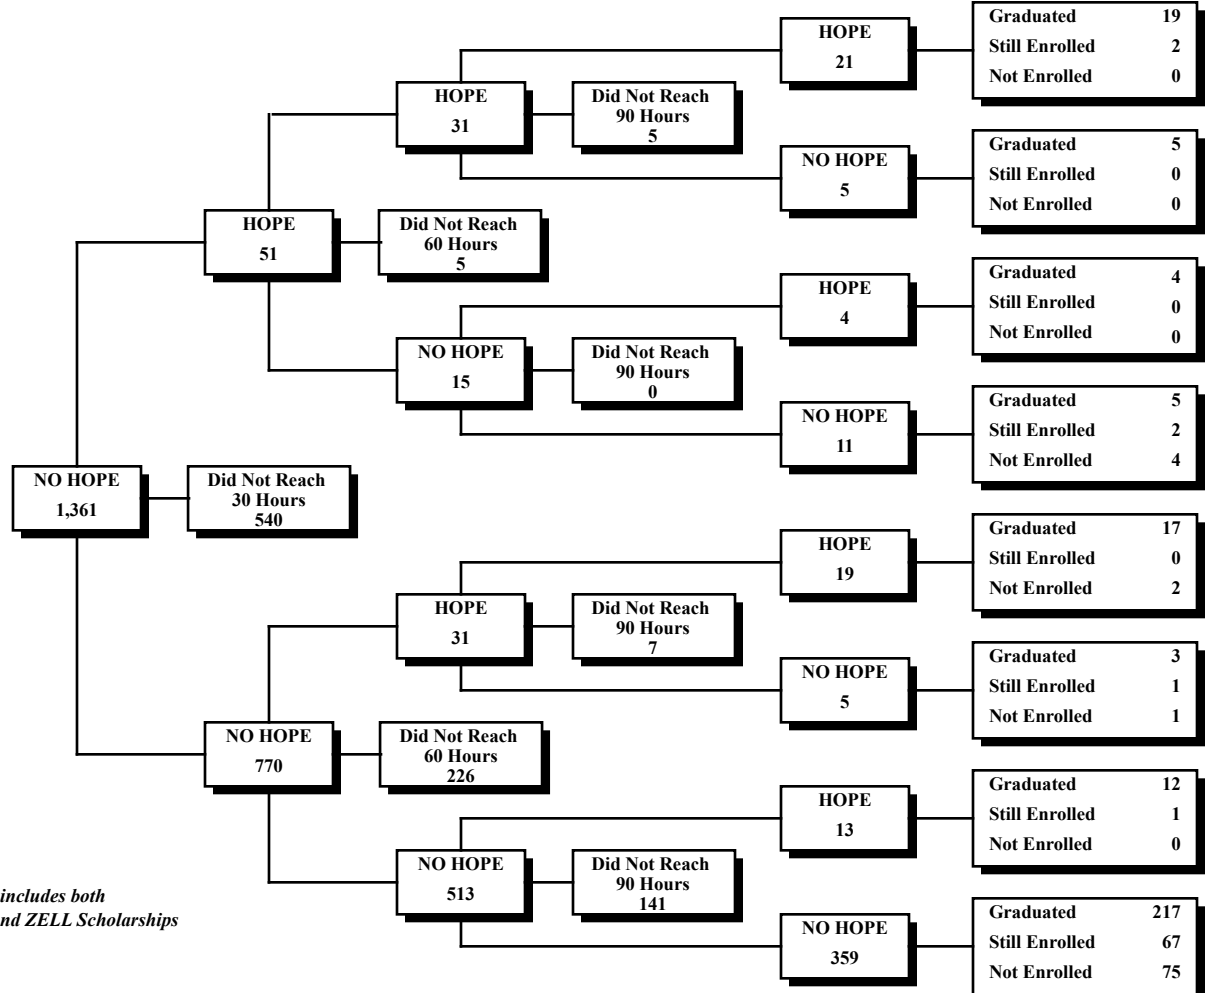 Graduated 19
HOPE
Still Enrolled 2
21
Not Enrolled 0
HOPE
31
Did Not Reach
90 Hours
5
Graduated 5
NO HOPE
Still Enrolled 0
5
Not Enrolled 0
HOPE
51
Did Not Reach
60 Hours
5
Graduated 4
HOPE
Still Enrolled 0
4
Not Enrolled 0
NO HOPE
15
Did Not Reach
90 Hours
0
Graduated 5
NO HOPE
Still Enrolled 2
11
Not Enrolled 4
NO HOPE
1,361
Did Not Reach
30 Hours
540
Graduated 17
HOPE
Still Enrolled 0
19
Not Enrolled 2
HOPE
31
Did Not Reach
90 Hours
7
Graduated 3
NO HOPE
Still Enrolled 1
5
Not Enrolled 1
NO HOPE
770
Did Not Reach
60 Hours
226
Graduated 12
HOPE
Still Enrolled 1
13
Not Enrolled 0
NO HOPE
513
Did Not Reach
90 Hours
141
includes both
nd ZELL Scholarships
Graduated 217
NO HOPE
Still Enrolled 67
359
Not Enrolled 75